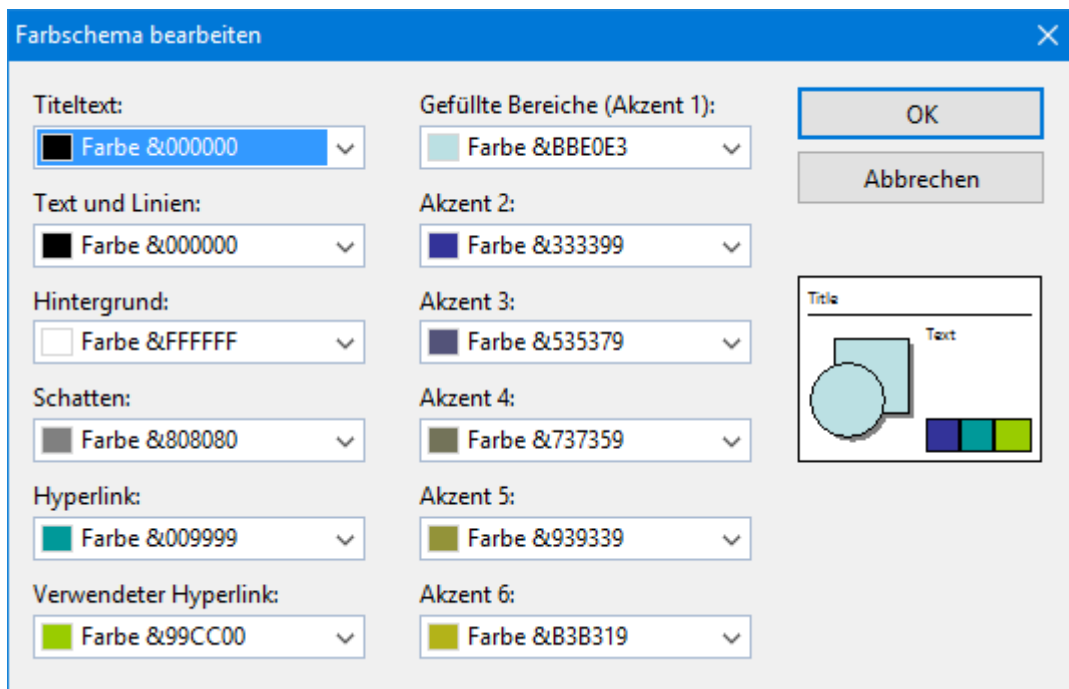 Farbschema bearbeiten
Titeltext:
Farbe &000000
Text und Linien:
Farbe &000000
Hintergrund:
Farbe &FFFFFF
Schatten:
Farbe &808080
Hyperlink:
Farbe &009999
Verwendeter Hyperlink:
Farbe &99CC00
Gefüllte Bereiche (Akzent 1):
Farbe &BBE0E3
Akzent 2:
Farbe &333399
Akzent 3:
Farbe &535379
Akzent 4:
Farbe &737359
Akzent 5:
Farbe &939339
Akzent 6:
Farbe &B3B319
OK
Abbrechen
Title
Text